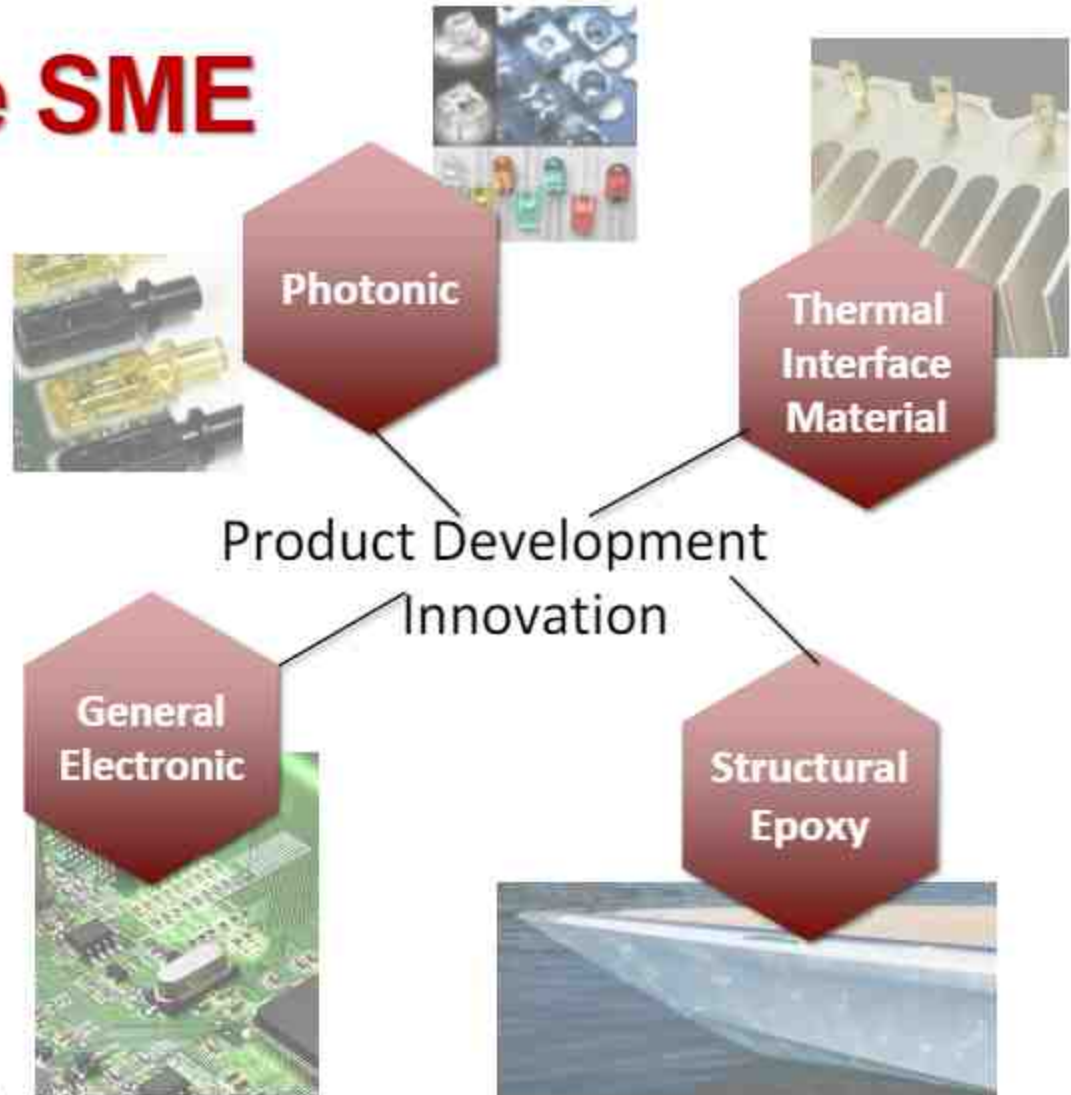 SME
Photonic
Thermal
Interface
Material
Product Development
Innovation
General
Electronic
Structural
Epoxy